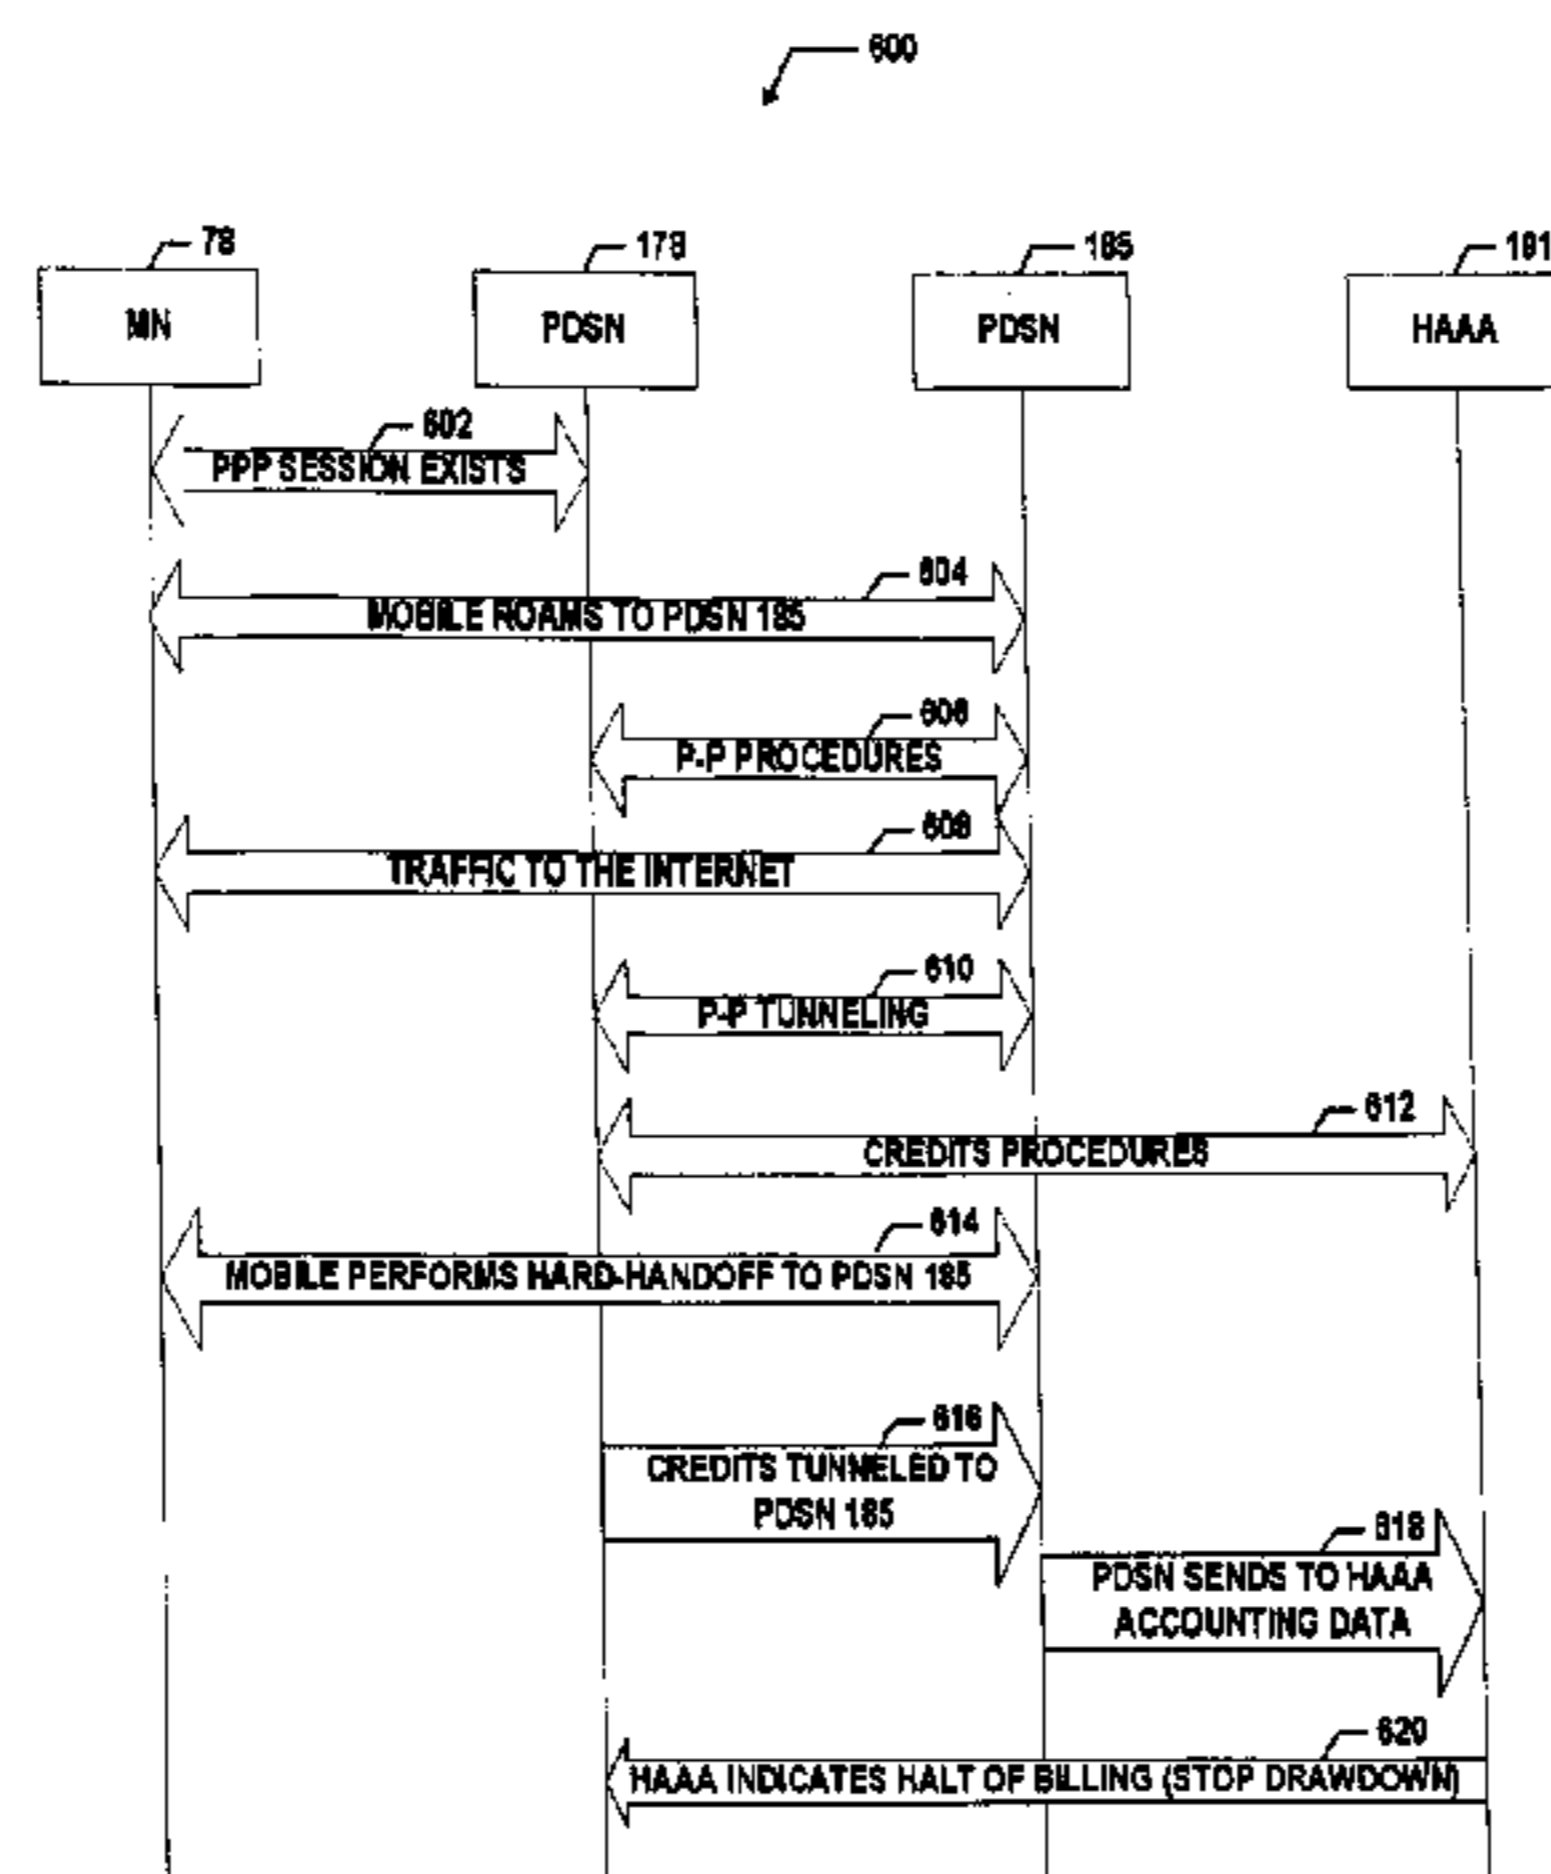 600
78
178
185
191
MN
PDSN
PDSN
HAAA
602
PPP SESSION EXISTS
604
MOBILE ROAMS TO PDSN 185
606
P-P PROCEDURES
608
TRAFFIC TO THE INTERNET
610
P-P TUNNELING
612
CREDITS PROCEDURES
614
MOBILE PERFORMS HARD-HANDOFF TO PDSN 185
616
CREDITS TUNNELED TO
PDSN 185
618
PDSN SENDS TO HAAA
ACCOUNTING DATA
620
HAAA INDICATES HALT OF BILLING (STOP DRAWDOWN)